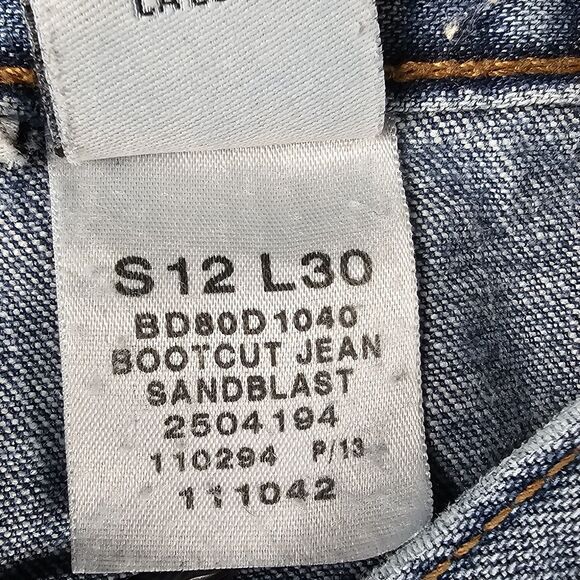 S12 L30
BD80D1040
BOOTCUT JEAN
SANDBLAST
2504194
110294 P/13
111042